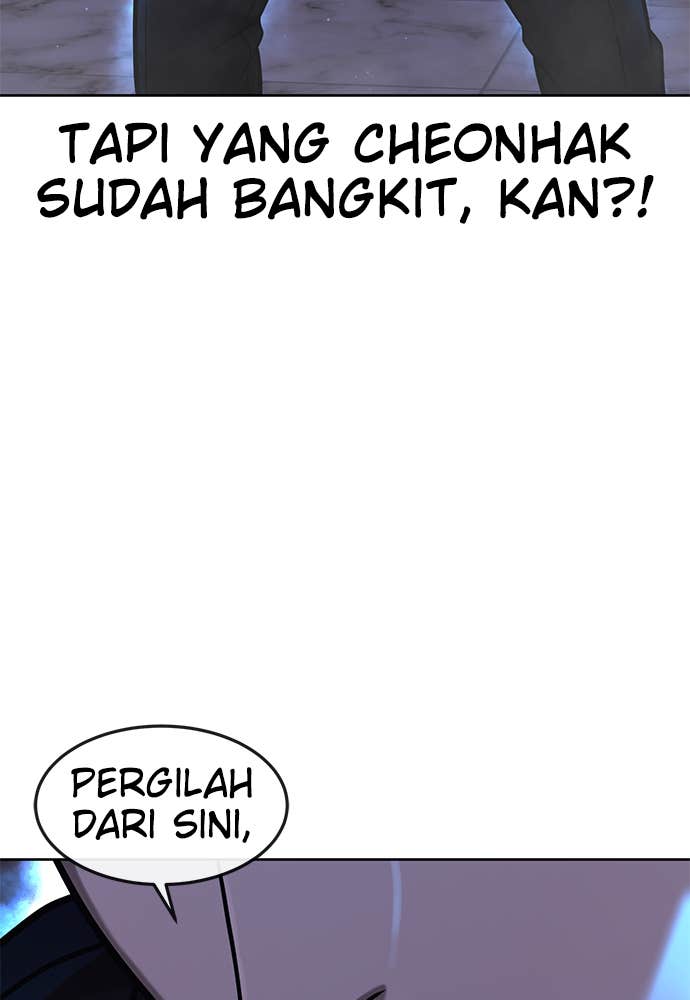 TAPI YANG CHEONHAK
SUDAH BANGKIT, KAN?!
PERGILAH
DARI SINI,